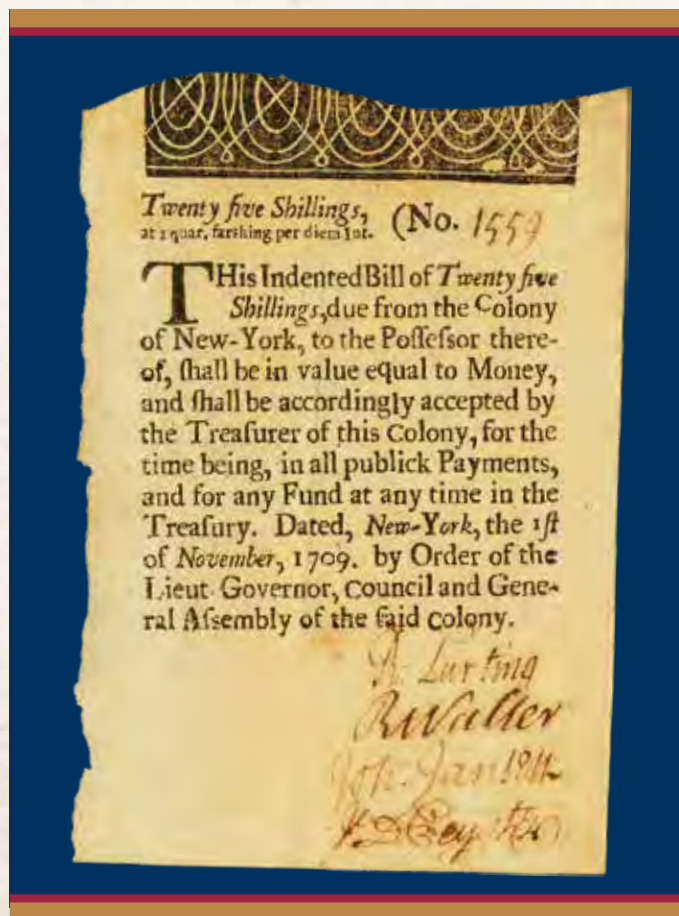 Twenty five Shillings,
at 1 quar. farthing per diem Int. (No. 1559
THis Indented Bill of Twenty five
Shillings, due from the Colony
of New-York, to the Poſſeſſor there-
of, ſhall be in value equal to Money,
and ſhall be accordingly accepted by
the Treaſurer of this Colony, for the
time being, in all publick Payments,
and for any Fund at any time in the
Treaſury. Dated, New-York, the 1ſt
of November, 1709. by Order of the
Lieut. Governor, Council and Gene-
ral Aſſembly of the ſaid Colony.
R. Lurting
RWaller
Joh. Janſen